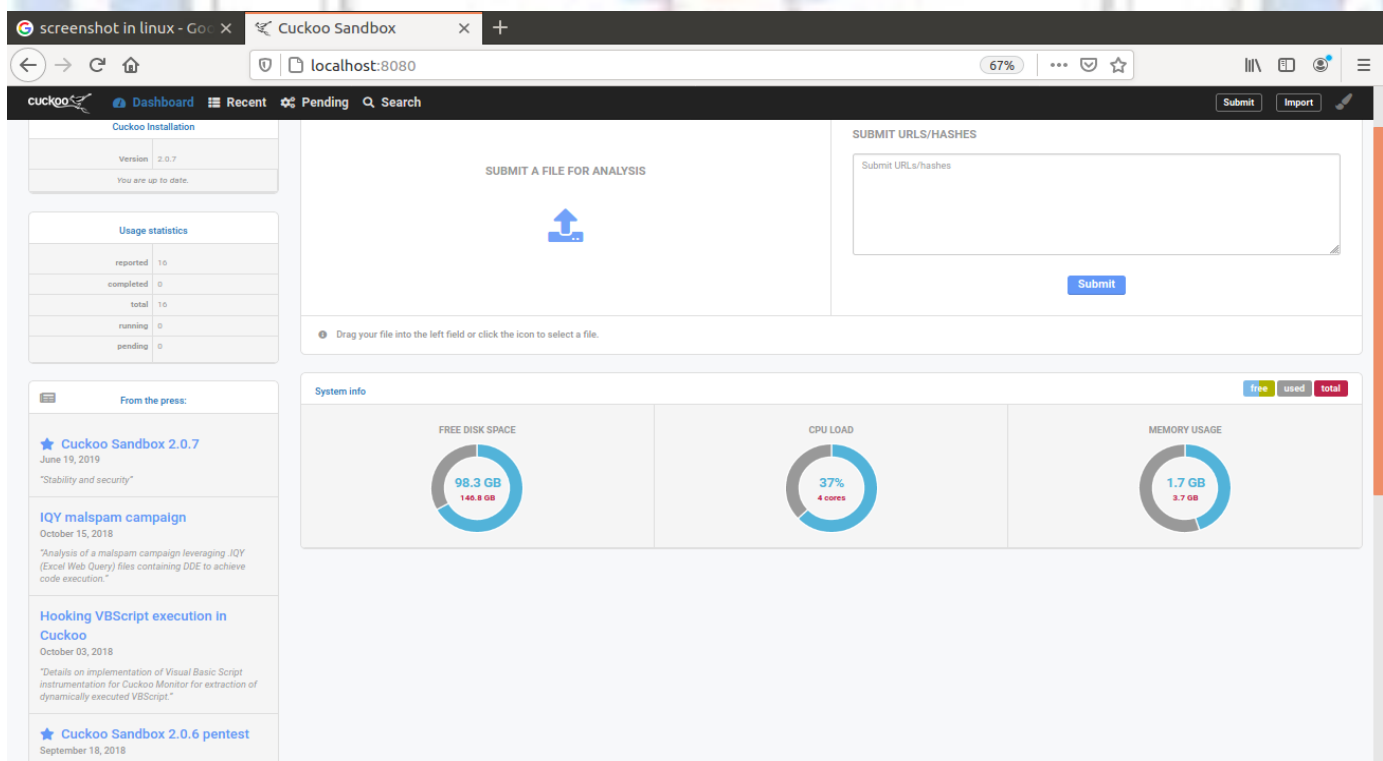 screenshot in linux - Goo
Cuckoo Sandbox
localhost:8080
67%
cuckoo
Dashboard
Recent
Pending
Search
Submit
Import
Cuckoo Installation
Version 2.0.7
You are up to date.
Usage statistics
reported 16
completed 0
total 16
running 0
pending 0
From the press:
Cuckoo Sandbox 2.0.7
June 19, 2019
"Stability and security"
IQY malspam campaign
October 15, 2018
"Analysis of a malspam campaign leveraging .IQY
(Excel Web Query) files containing DDE to achieve
code execution."
Hooking VBScript execution in
Cuckoo
October 03, 2018
"Details on implementation of Visual Basic Script
instrumentation for Cuckoo Monitor for extraction of
dynamically executed VBScript."
Cuckoo Sandbox 2.0.6 pentest
September 18, 2018
SUBMIT A FILE FOR ANALYSIS
SUBMIT URLS/HASHES
Submit URLs/hashes
Submit
Drag your file into the left field or click the icon to select a file.
System info
free
used
total
FREE DISK SPACE
98.3 GB
146.8 GB
CPU LOAD
37%
4 cores
MEMORY USAGE
1.7 GB
3.7 GB